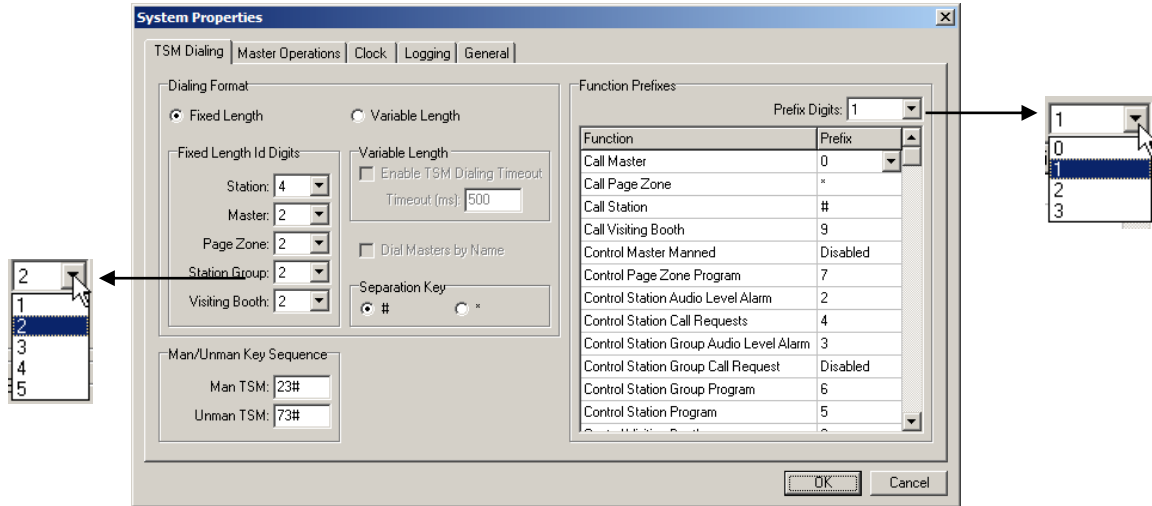 System Properties
TSM Dialing Master Operations Clock Logging General
Dialing Format
Fixed Length Variable Length
Fixed Length Id Digits
Station: 4
Master: 2
Page Zone: 2
Station Group: 2
Visiting Booth: 2
Variable Length
Enable TSM Dialing Timeout
Timeout (ms): 500
Dial Masters by Name
Separation Key
# *
Man/Unman Key Sequence
Man TSM: 23#
Unman TSM: 73#
Function Prefixes
Prefix Digits: 1
Function Prefix
Call Master 0
Call Page Zone *
Call Station #
Call Visiting Booth 9
Control Master Manned Disabled
Control Page Zone Program 7
Control Station Audio Level Alarm 2
Control Station Call Requests 4
Control Station Group Audio Level Alarm 3
Control Station Group Call Request Disabled
Control Station Group Program 6
Control Station Program 5
OK Cancel
2
1
2
3
4
5
1
0
1
2
3